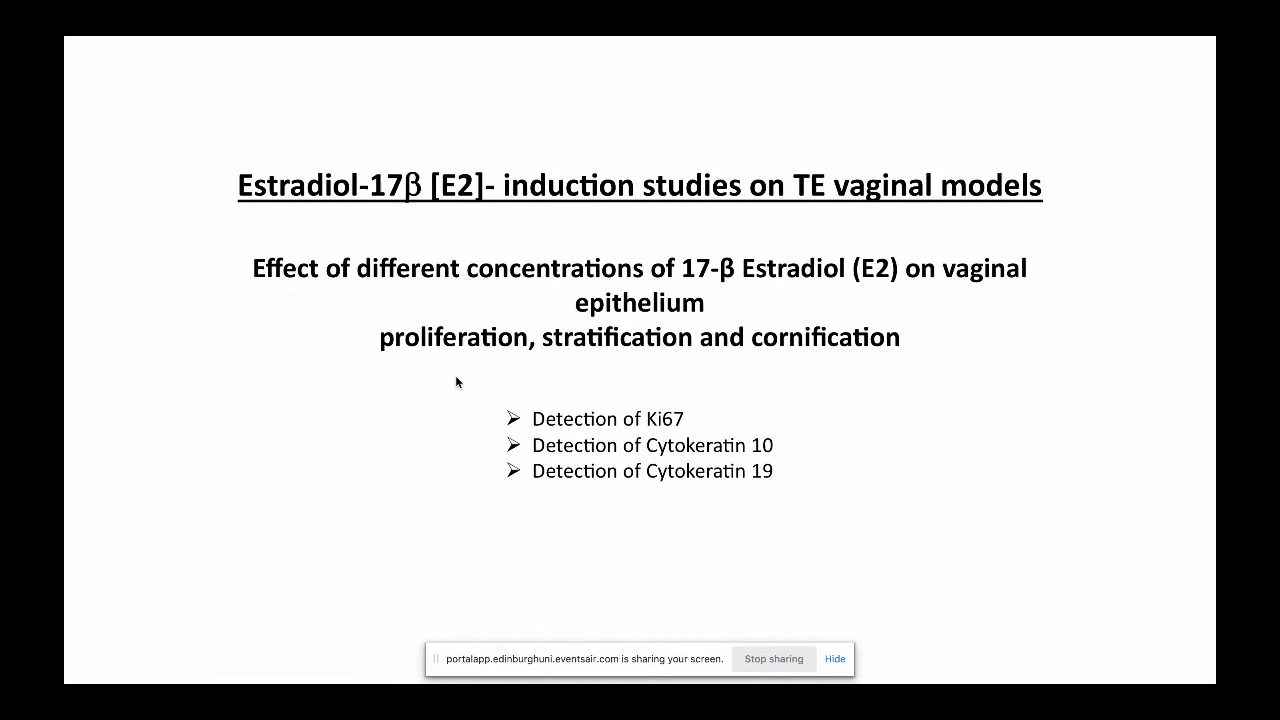 Estradiol-17β [E2]- induction studies on TE vaginal models
Effect of different concentrations of 17-β Estradiol (E2) on vaginal
epithelium
proliferation, stratification and cornification
➢ Detection of Ki67
➢ Detection of Cytokeratin 10
➢ Detection of Cytokeratin 19
portalapp.edinburghuni.eventsair.com is sharing your screen. Stop sharing Hide